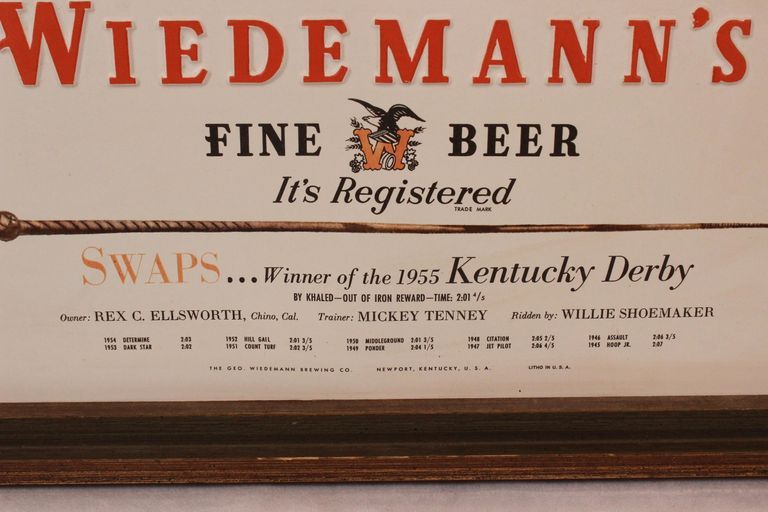 WIEDEMANN'S
FINE W BEER
It's Registered
TRADE MARK
SWAPS... Winner of the 1955 Kentucky Derby
BY KHALED—OUT OF IRON REWARD—TIME: 2:01 4/5
Owner: REX C. ELLSWORTH, Chino, Cal. Trainer: MICKEY TENNEY Ridden by: WILLIE SHOEMAKER
1954 DETERMINE 2:03 1952 HILL GALL 2:01 3/5 1950 MIDDLEGROUND 2:01 3/5 1948 CITATION 2:05 2/5 1946 ASSAULT 2:06 3/5
1953 DARK STAR 2:02 1951 COUNT TURF 2:02 3/5 1949 PONDER 2:04 1/5 1947 JET PILOT 2:06 4/5 1945 HOOP JR. 2:07
THE GEO. WIEDEMANN BREWING CO. NEWPORT, KENTUCKY, U. S. A. LITHO IN U. S. A.